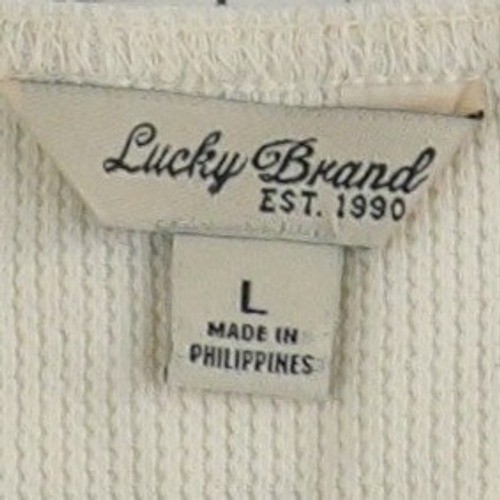 Lucky Brand
EST. 1990
L
MADE IN
PHILIPPINES